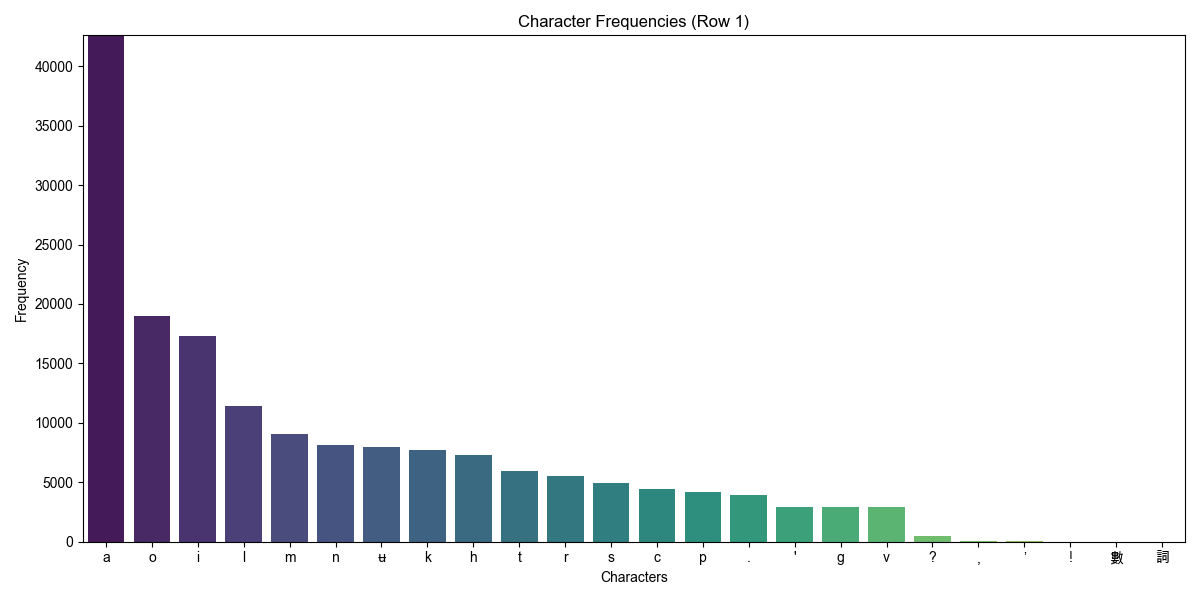 Character Frequencies (Row 1)
40000
35000
30000
25000
20000
15000
10000
5000
0
Frequency
a o i l m n ʉ k h t r s c p . ' g v ? , ’ ! 數 詞
Characters